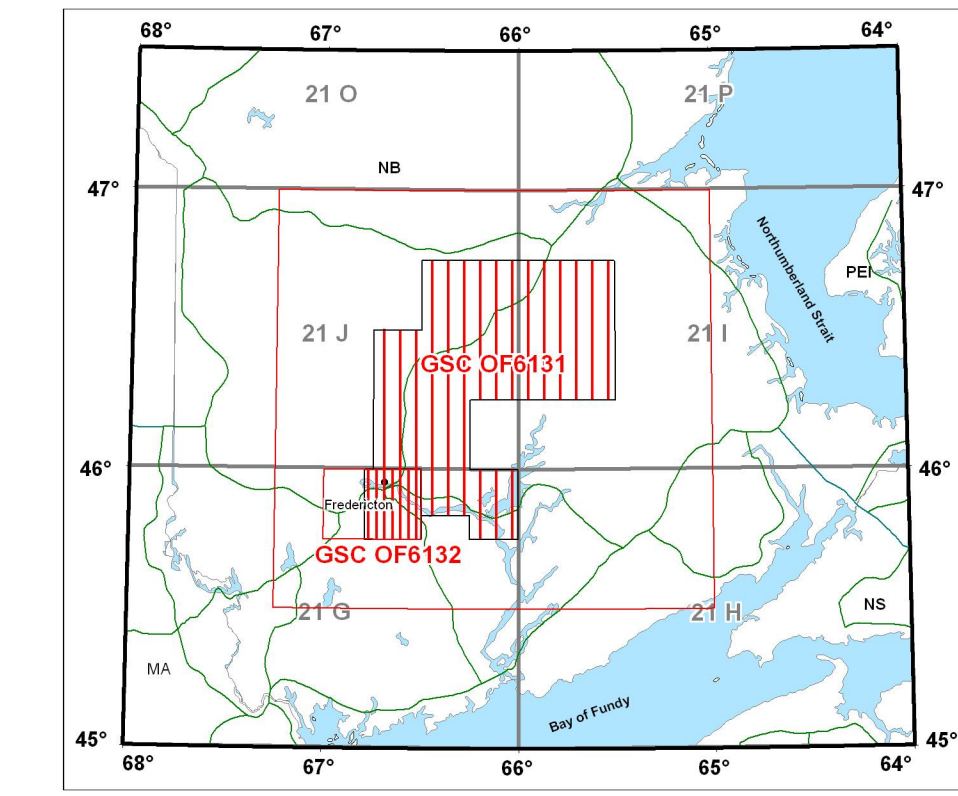 68° 67° 66° 65° 64°
21 O 21 P
NB
47° 47°
Northumberland Strait
PEI
21 J 21 I
GSC OF6131
46° 46°
Fredericton
GSC OF6132
21 G 21 H
NS
MA
Bay of Fundy
45° 45°
68° 67° 66° 65° 64°